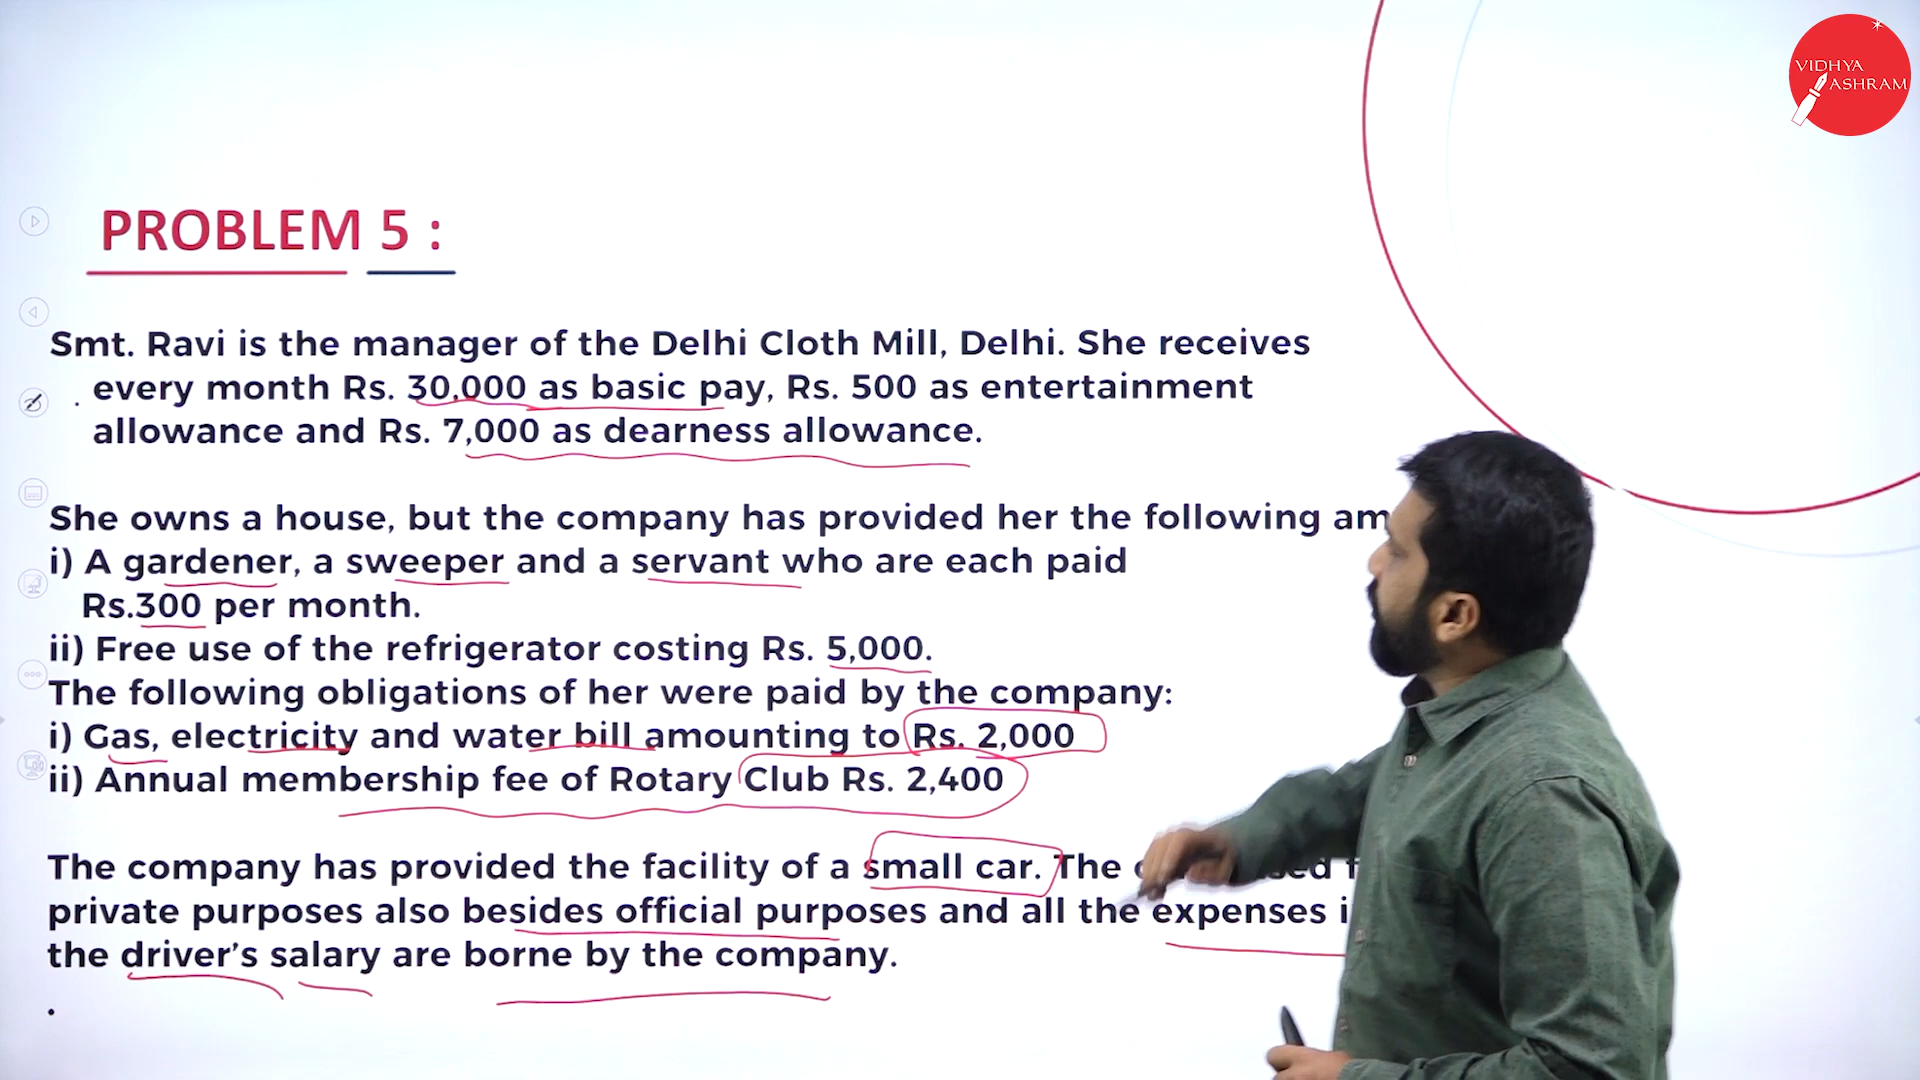 VIDHYA
ASHRAM
PROBLEM 5 :
Smt. Ravi is the manager of the Delhi Cloth Mill, Delhi. She receives
every month Rs. 30,000 as basic pay, Rs. 500 as entertainment
allowance and Rs. 7,000 as dearness allowance.
She owns a house, but the company has provided her the following am
i) A gardener, a sweeper and a servant who are each paid
Rs.300 per month.
ii) Free use of the refrigerator costing Rs. 5,000.
The following obligations of her were paid by the company:
i) Gas, electricity and water bill amounting to Rs. 2,000
ii) Annual membership fee of Rotary Club Rs. 2,400
The company has provided the facility of a small car. The
private purposes also besides official purposes and all the expenses
the driver's salary are borne by the company.